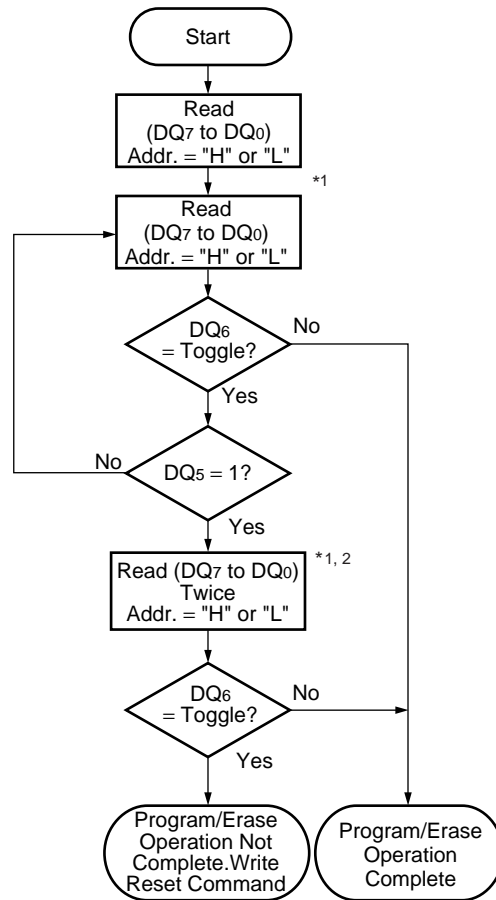 Start
Read
(DQ7 to DQ0)
Addr. = "H" or "L"
*1
Read
(DQ7 to DQ0)
Addr. = "H" or "L"
DQ6
= Toggle?
No
Yes
No
DQ5 = 1?
Yes
*1, 2
Read (DQ7 to DQ0)
Twice
Addr. = "H" or "L"
DQ6
= Toggle?
No
Yes
Program/Erase
Operation Not
Complete.Write
Reset Command
Program/Erase
Operation
Complete